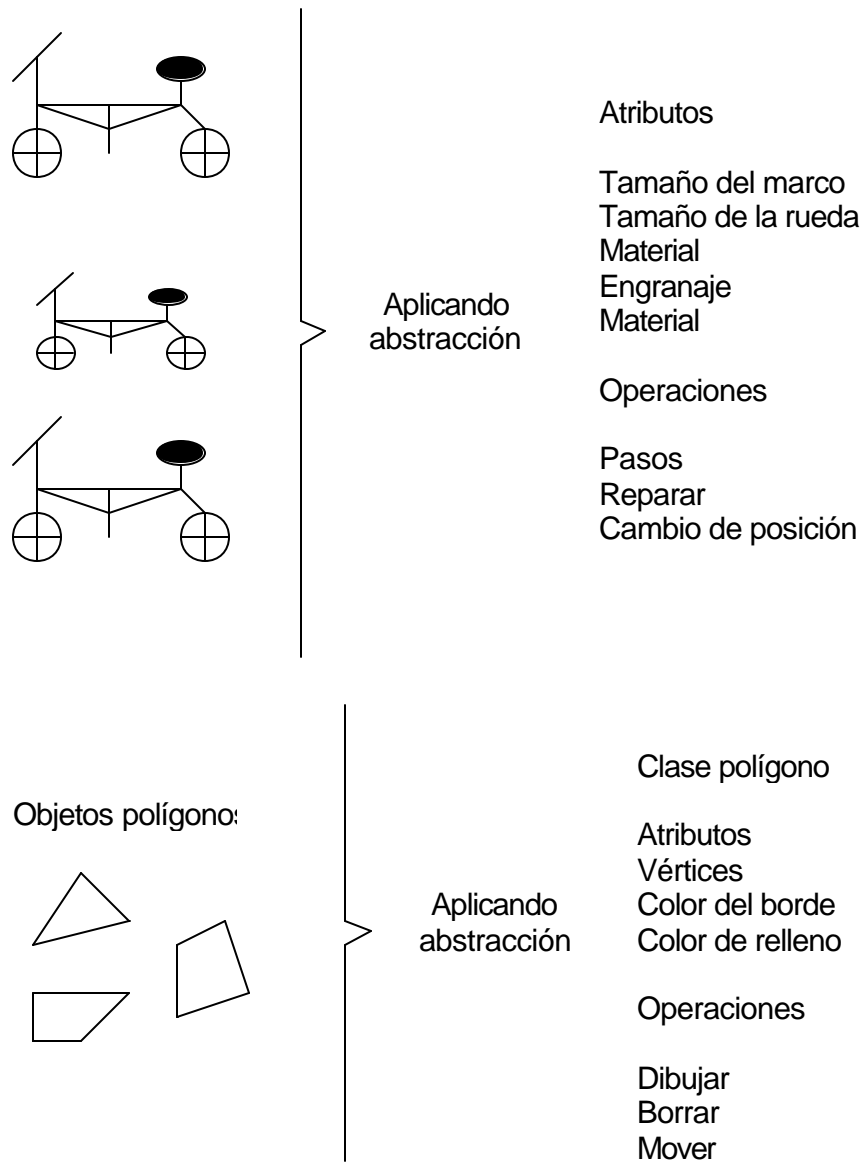 Atributos
Tamaño del marco
Tamaño de la rueda
Material
Engranaje
Material
Aplicando
abstracción
Operaciones
Pasos
Reparar
Cambio de posición
Objetos polígonos
Aplicando
abstracción
Clase polígono
Atributos
Vértices
Color del borde
Color de relleno
Operaciones
Dibujar
Borrar
Mover